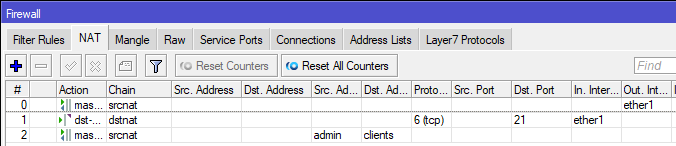 Firewall
Filter Rules NAT Mangle Raw Service Ports Connections Address Lists Layer7 Protocols
Reset Counters Reset All Counters Find
# Action Chain Src. Address Dst. Address Src. Ad... Dst. Ad... Proto... Src. Port Dst. Port In. Inter... Out. Int
0 mas... srcnat ether1
1 dst-... dstnat 6 (tcp) 21 ether1
2 mas... srcnat admin clients